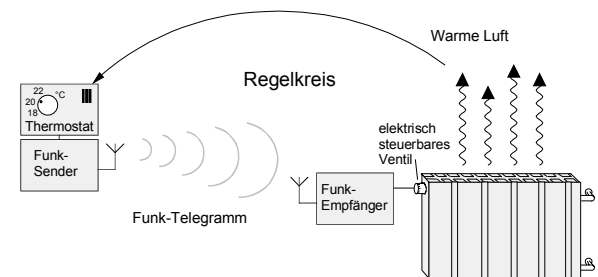 Warme Luft
Regelkreis
22
20
18
°C
Thermostat
Funk-
Sender
Funk-Telegramm
Funk-
Empfänger
elektrisch
steuerbares
Ventil